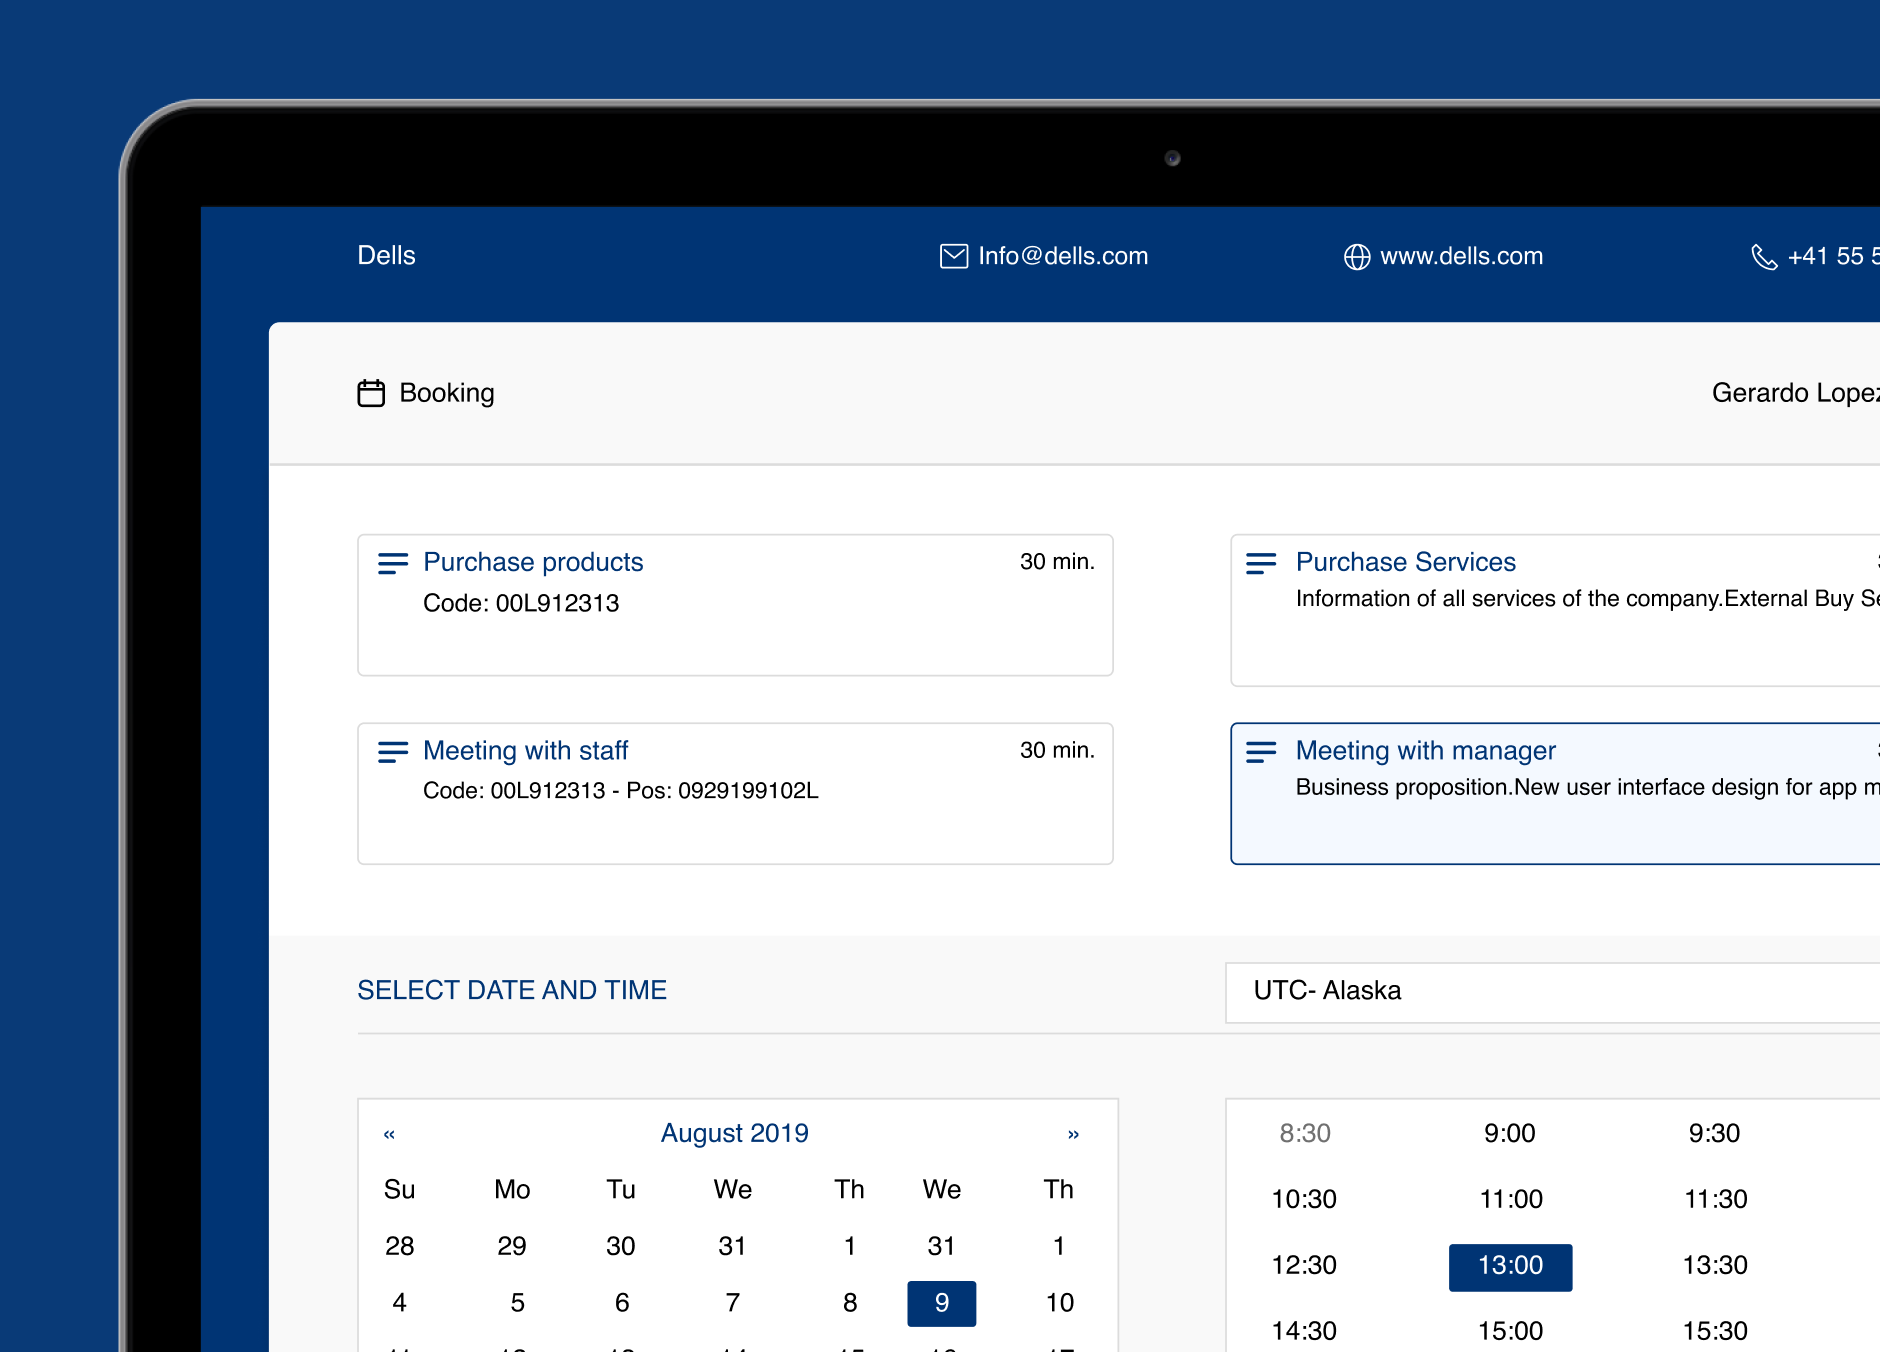 Dells
Info@dells.com
www.dells.com
+41 55
Booking
Gerardo Lopez
Purchase products
30 min.
Code: 00L912313
Purchase Services
Information of all services of the company.External Buy
Meeting with staff
30 min.
Code: 00L912313 - Pos: 0929199102L
Meeting with manager
Business proposition.New user interface design for app
SELECT DATE AND TIME
UTC- Alaska
« August 2019 »
Su Mo Tu We Th We Th
28 29 30 31 1 31 1
4 5 6 7 8 9 10
8:30 9:00 9:30
10:30 11:00 11:30
12:30 13:00 13:30
14:30 15:00 15:30